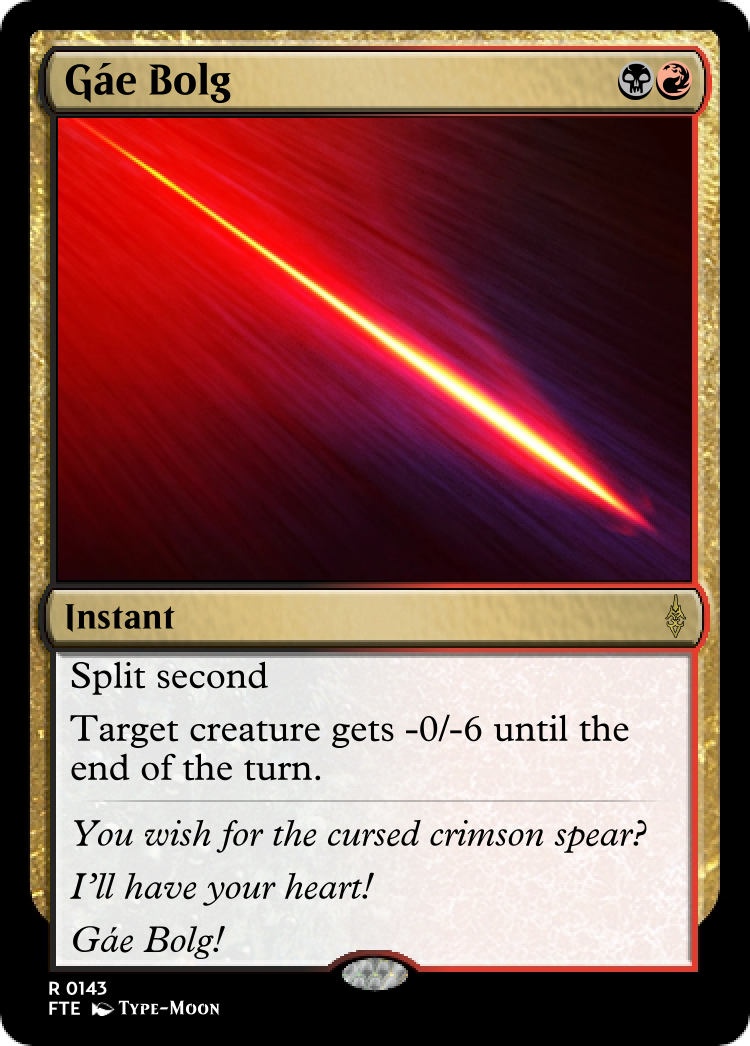 Gáe Bolg
Instant
Split second
Target creature gets -0/-6 until the
end of the turn.
You wish for the cursed crimson spear?
I'll have your heart!
Gáe Bolg!
R 0143
FTE Type-Moon